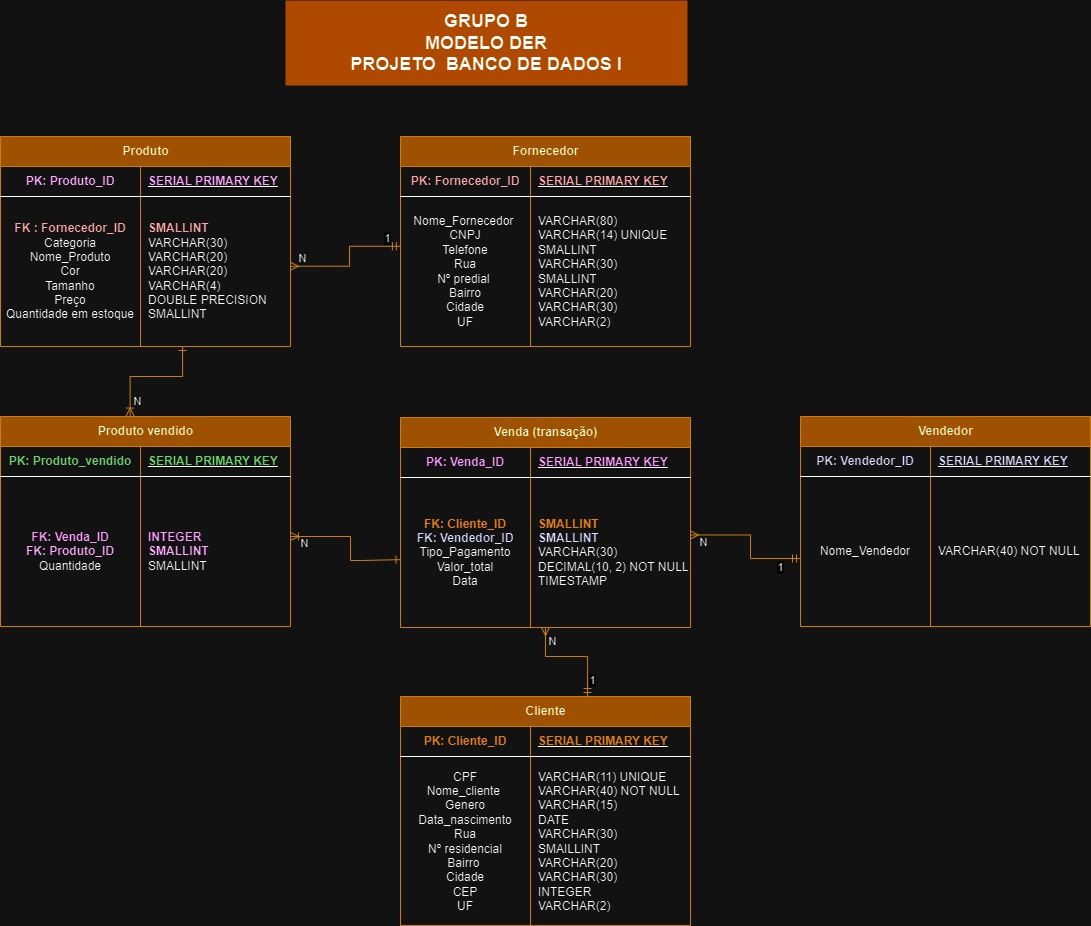 GRUPO B
MODELO DER
PROJETO BANCO DE DADOS I
Produto
PK: Produto_ID SERIAL PRIMARY KEY
FK : Fornecedor_ID SMALLINT
Categoria VARCHAR(30)
Nome_Produto VARCHAR(20)
Cor VARCHAR(20)
Tamanho VARCHAR(4)
Preço DOUBLE PRECISION
Quantidade em estoque SMALLINT
N
1
Fornecedor
PK: Fornecedor_ID SERIAL PRIMARY KEY
Nome_Fornecedor VARCHAR(80)
CNPJ VARCHAR(14) UNIQUE
Telefone SMALLINT
Rua VARCHAR(30)
Nº predial SMALLINT
Bairro VARCHAR(20)
Cidade VARCHAR(30)
UF VARCHAR(2)
N
Produto vendido
PK: Produto_vendido SERIAL PRIMARY KEY
FK: Venda_ID INTEGER
FK: Produto_ID SMALLINT
Quantidade SMALLINT
N
Venda (transação)
PK: Venda_ID SERIAL PRIMARY KEY
FK: Cliente_ID SMALLINT
FK: Vendedor_ID SMALLINT
Tipo_Pagamento VARCHAR(30)
Valor_total DECIMAL(10, 2) NOT NULL
Data TIMESTAMP
N
1
Vendedor
PK: Vendedor_ID SERIAL PRIMARY KEY
Nome_Vendedor VARCHAR(40) NOT NULL
N
1
Cliente
PK: Cliente_ID SERIAL PRIMARY KEY
CPF VARCHAR(11) UNIQUE
Nome_cliente VARCHAR(40) NOT NULL
Genero VARCHAR(15)
Data_nascimento DATE
Rua VARCHAR(30)
Nº residencial SMAILLINT
Bairro VARCHAR(20)
Cidade VARCHAR(30)
CEP INTEGER
UF VARCHAR(2)